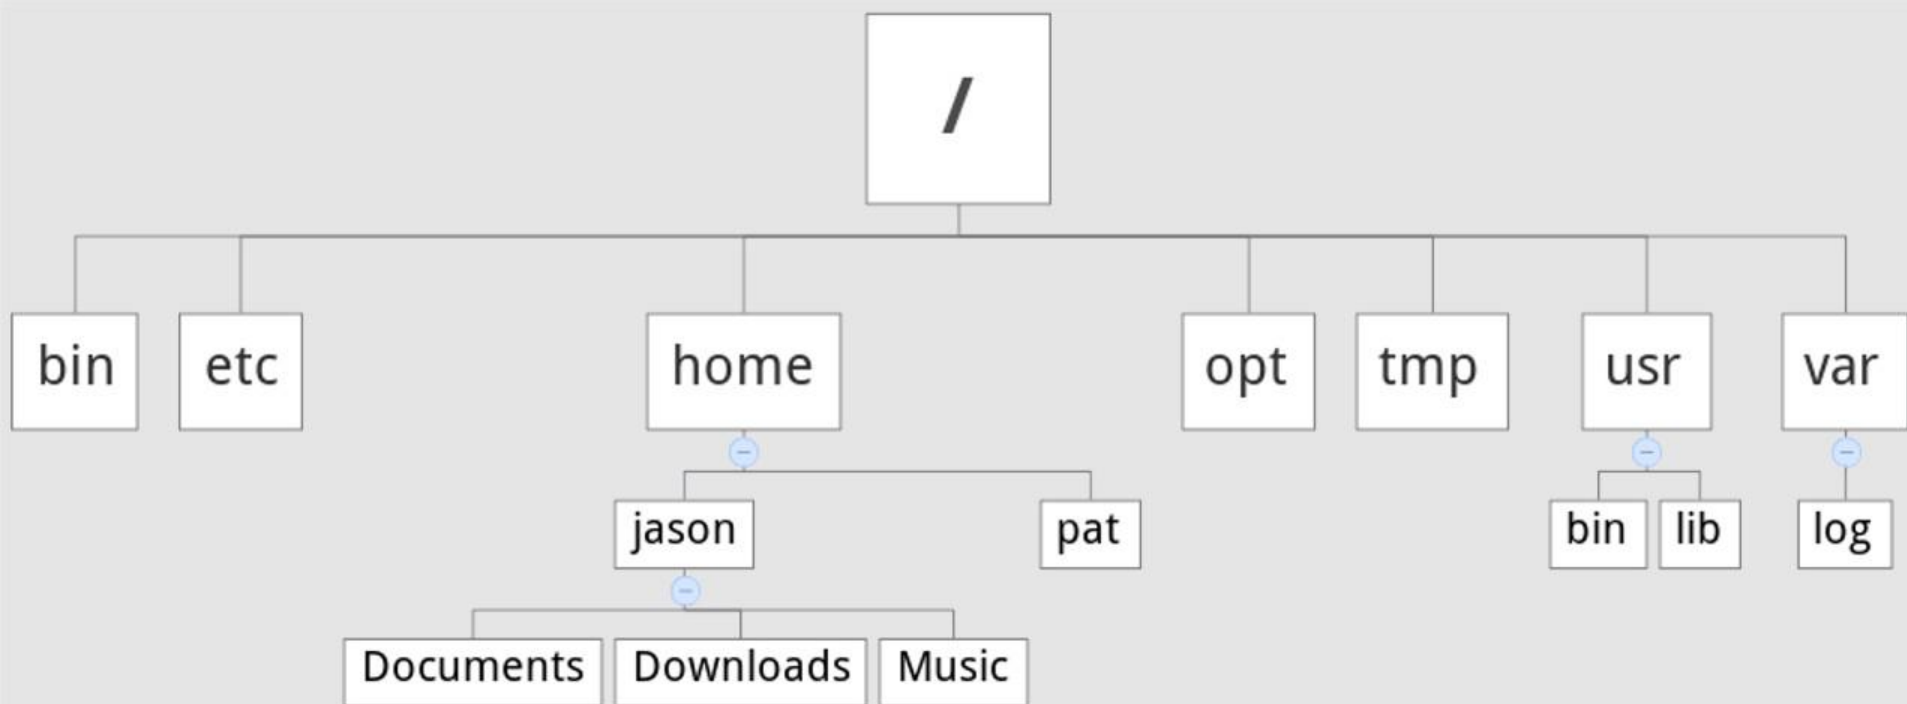 /
bin etc home opt tmp usr var
jason pat bin lib log
Documents Downloads Music